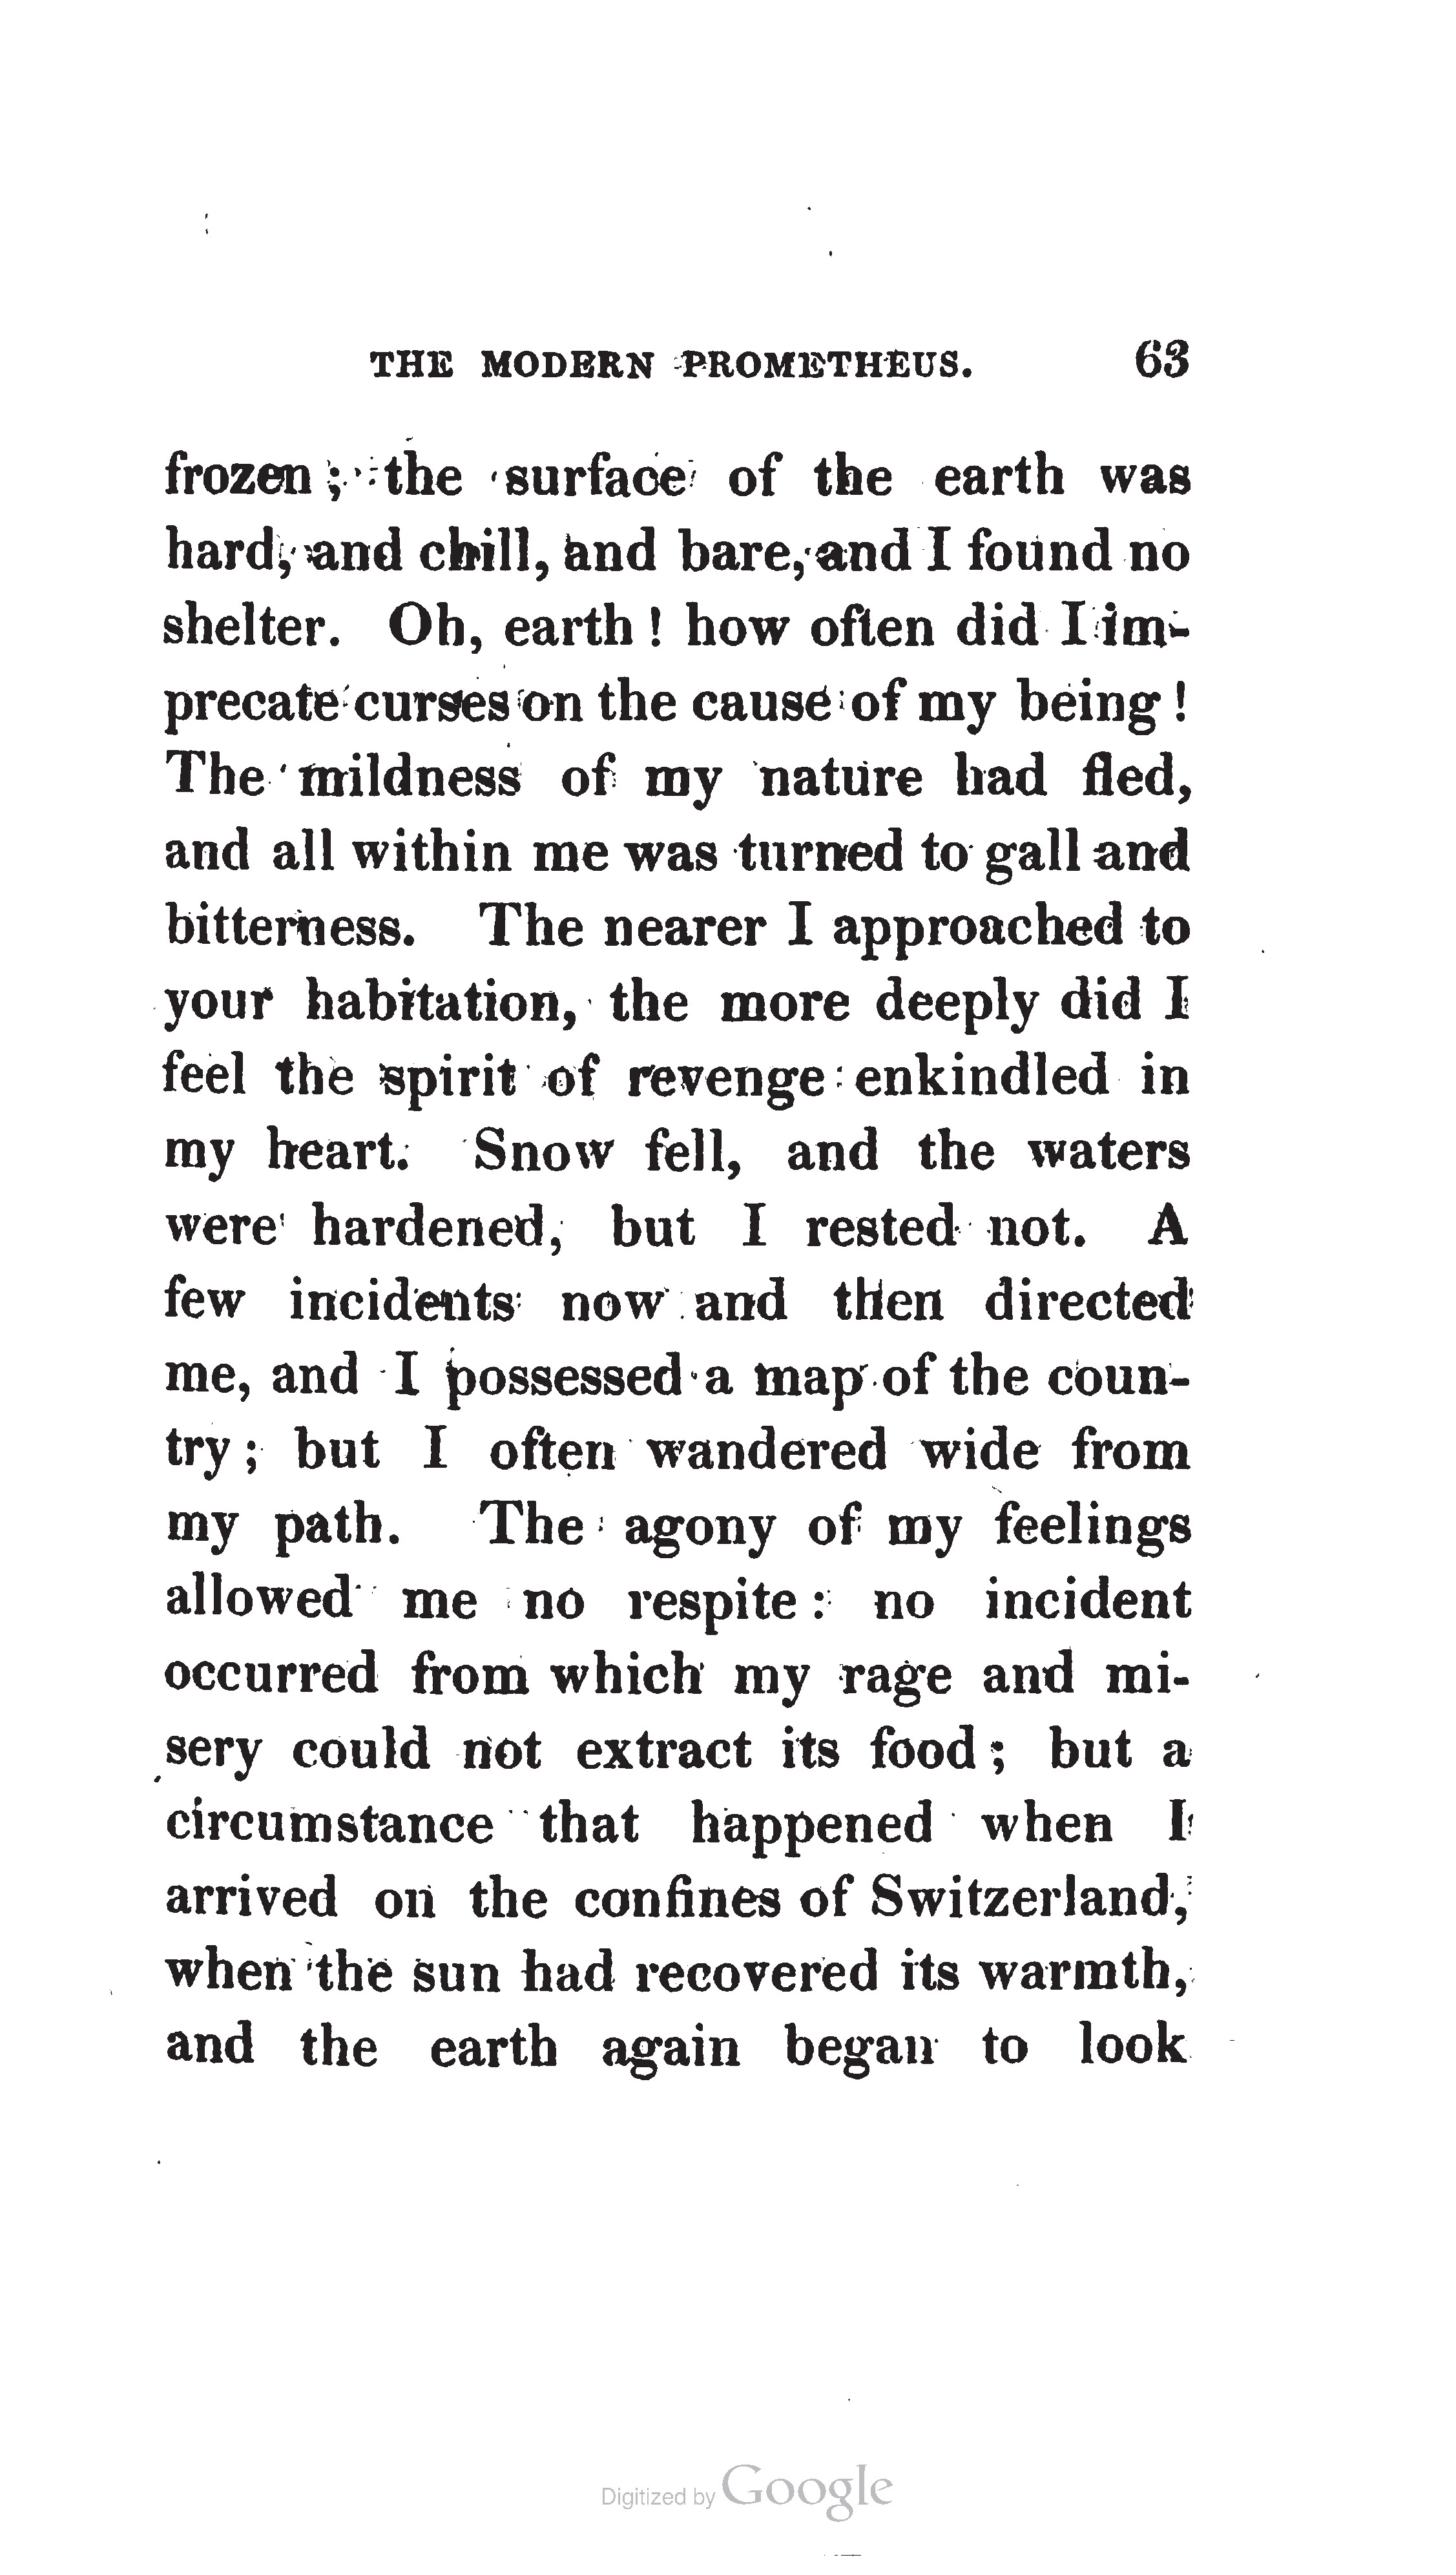 THE MODERN PROMETHEUS. 63
frozen ; the surface of the earth was
hard, and chill, and bare, and I found no
shelter. Oh, earth ! how often did I im-
precate curses on the cause of my being !
The mildness of my nature had fled,
and all within me was turned to gall and
bitterness. The nearer I approached to
your habitation, the more deeply did I
feel the spirit of revenge enkindled in
my heart. Snow fell, and the waters
were hardened, but I rested not. A
few incidents now and then directed
me, and I possessed a map of the coun-
try ; but I often wandered wide from
my path. The agony of my feelings
allowed me no respite : no incident
occurred from which my rage and mi-
sery could not extract its food ; but a
circumstance that happened when I
arrived on the confines of Switzerland,
when the sun had recovered its warmth,
and the earth again began to look
Digitized by Google